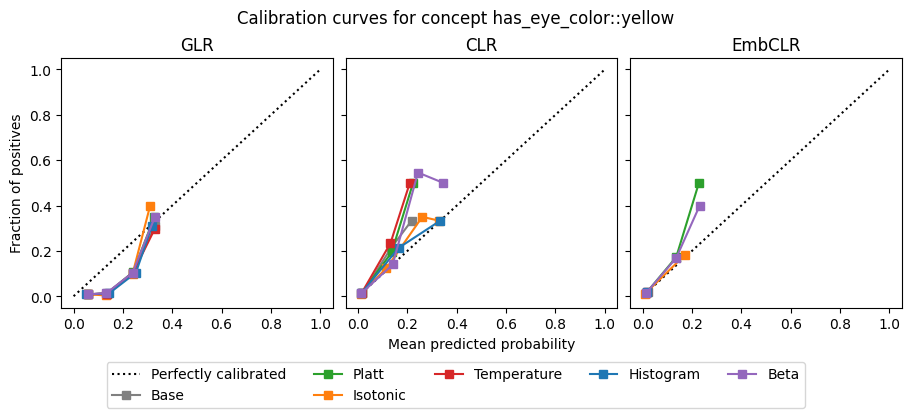 Calibration curves for concept has_eye_color::yellow
GLR
CLR
EmbCLR
Fraction of positives
1.0
0.8
0.6
0.4
0.2
0.0
0.0 0.2 0.4 0.6 0.8 1.0
0.0 0.2 0.4 0.6 0.8 1.0
0.0 0.2 0.4 0.6 0.8 1.0
Mean predicted probability
Perfectly calibrated Platt Temperature Histogram Beta
Base Isotonic